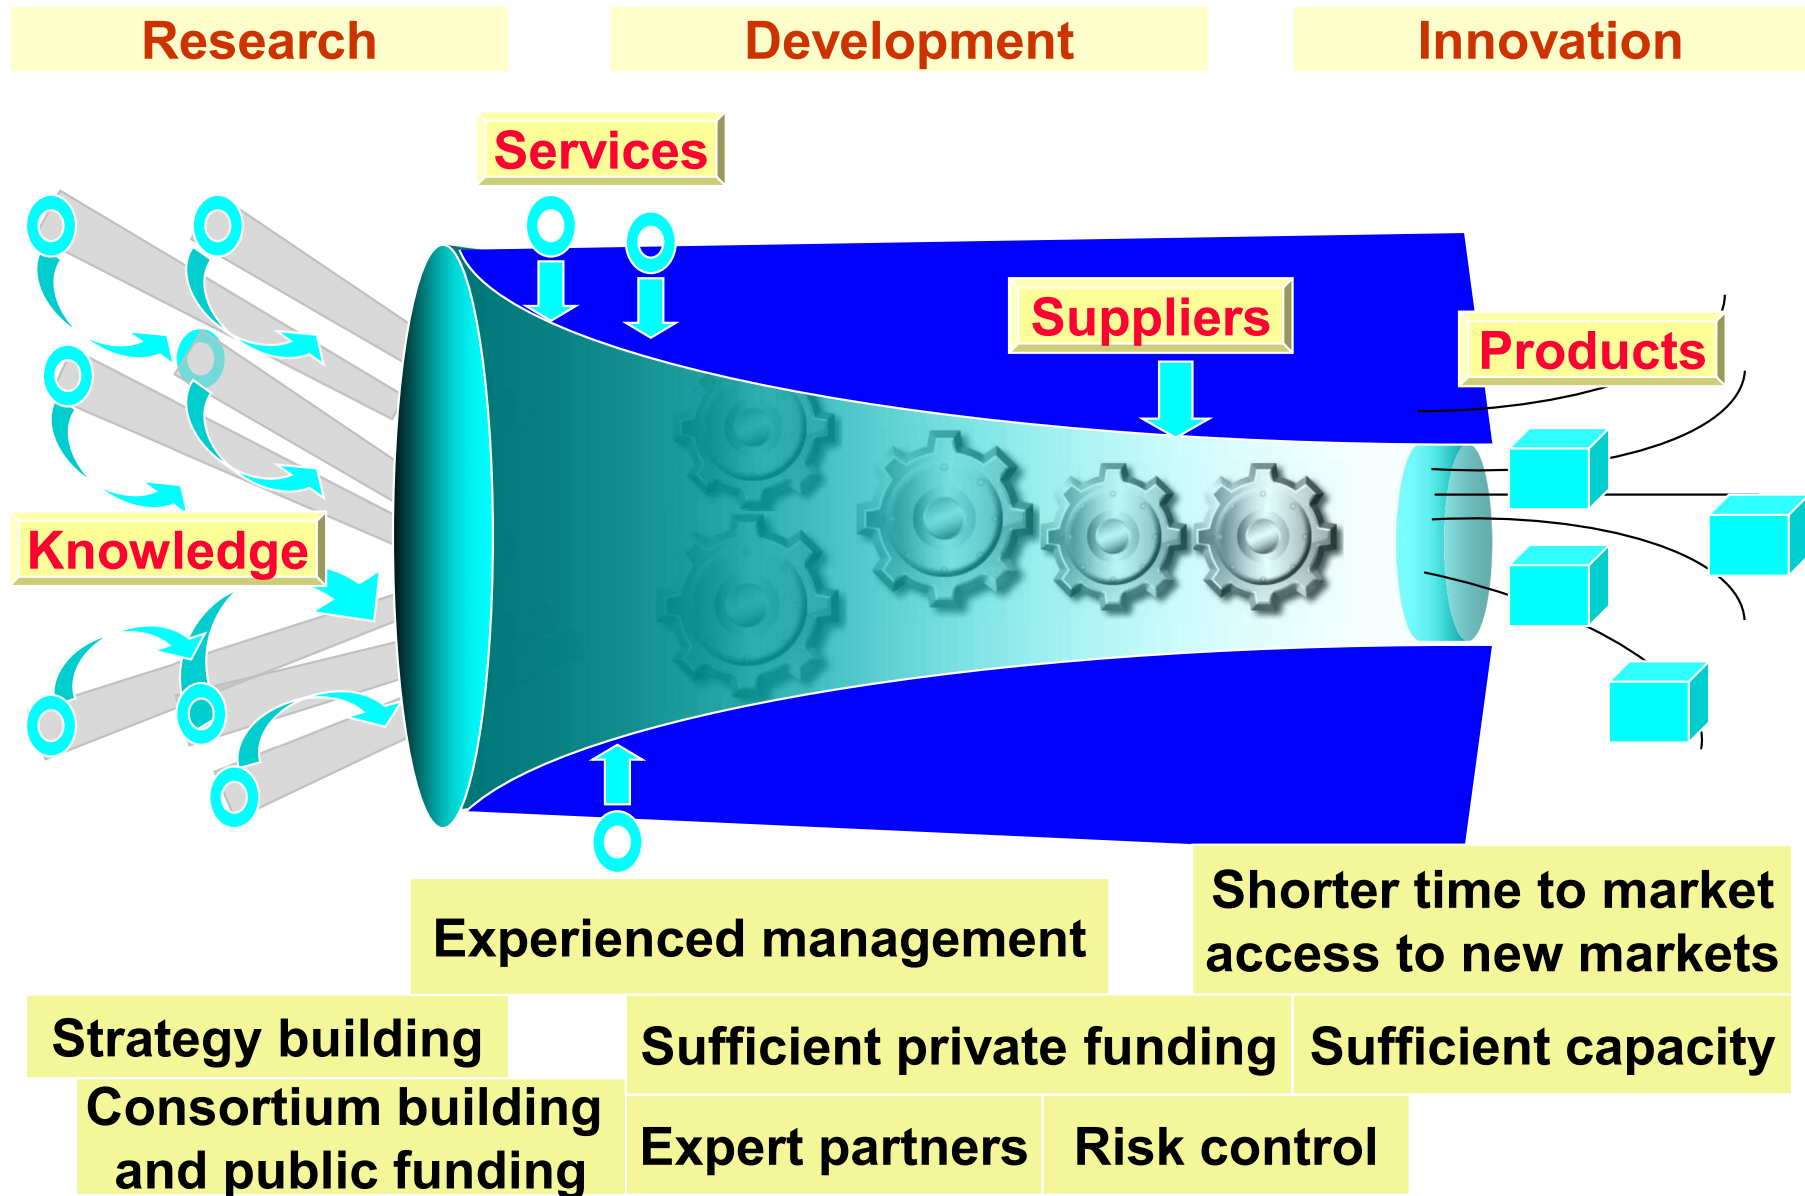 Research
Development
Innovation
Services
Suppliers
Products
Knowledge
Experienced management
Shorter time to market
access to new markets
Strategy building
Sufficient private funding
Sufficient capacity
Consortium building
and public funding
Expert partners
Risk control